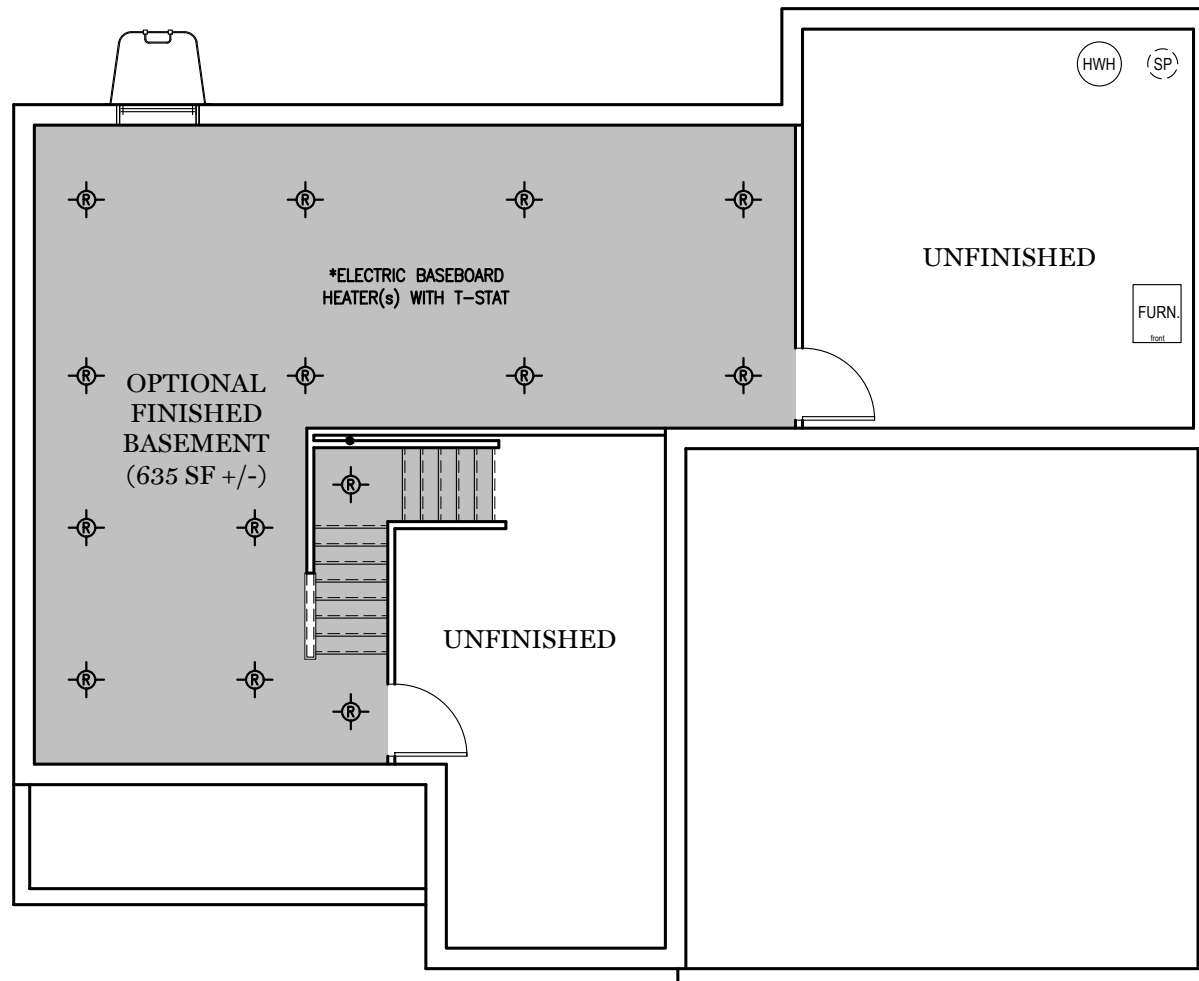 HWH
SP
R
R
R
R
UNFINISHED
*ELECTRIC BASEBOARD
HEATER(s) WITH T-STAT
FURN.
front
R
R
R
R
OPTIONAL
FINISHED
BASEMENT
(635 SF +/-)
R
R
R
UNFINISHED
R
R
R